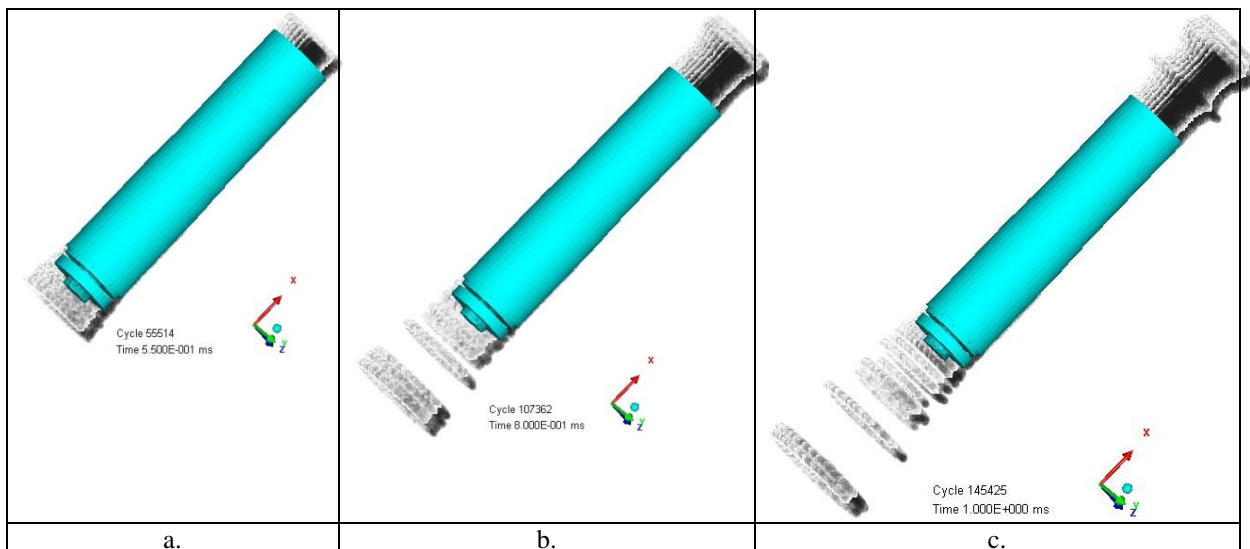 x
y
z
Cycle 55514
Time 5.500E-001 ms
x
y
z
Cycle 107362
Time 8.000E-001 ms
x
y
z
Cycle 145425
Time 1.000E+000 ms
a.
b.
c.